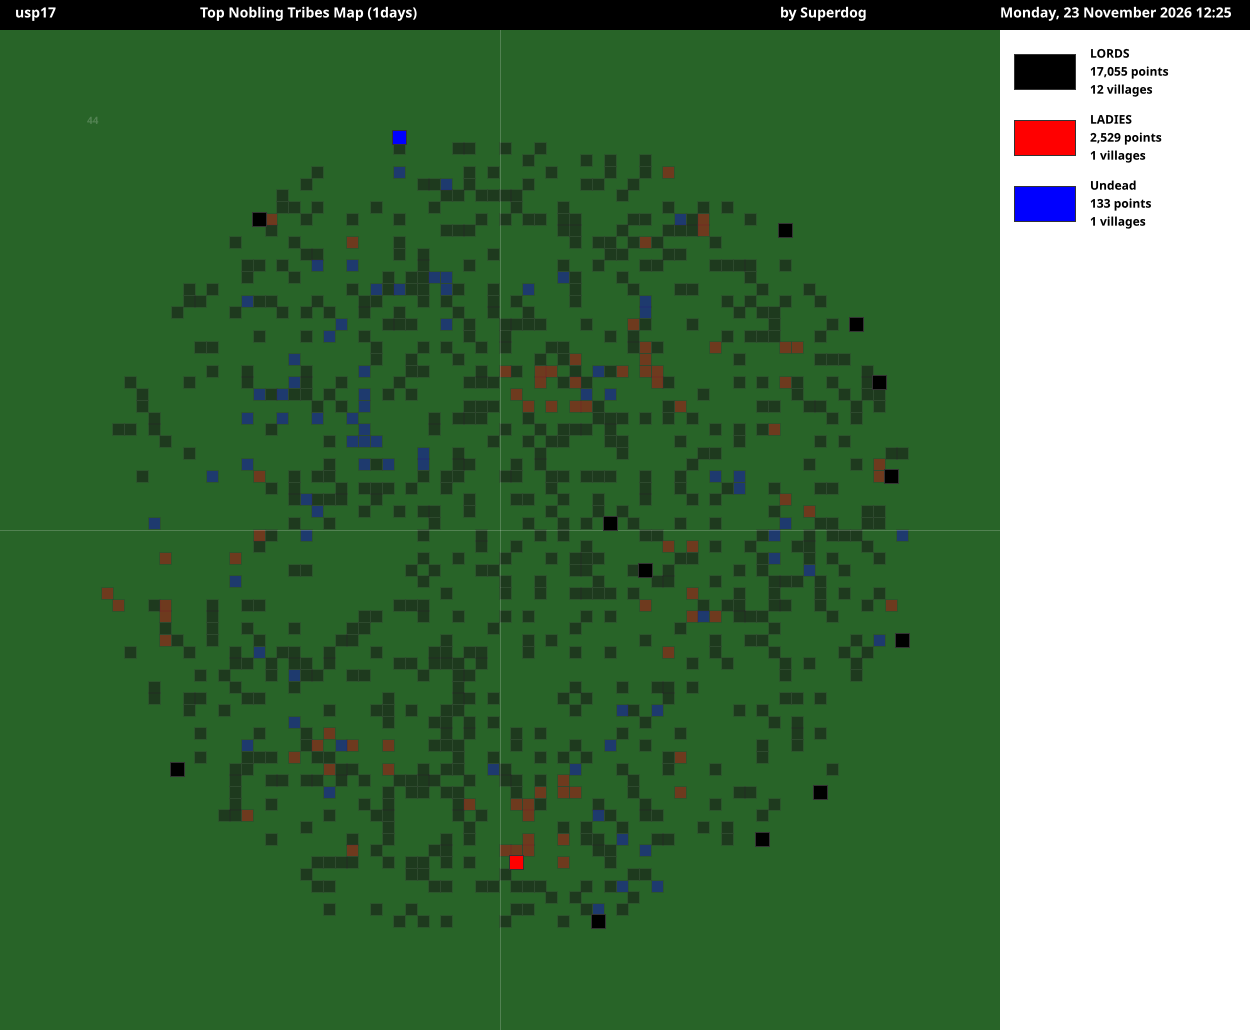 usp17 Top Nobling Tribes Map (1days) by Superdog Monday, 23 November 2026 12:25
LORDS
17,055 points
12 villages
44
LADIES
2,529 points
1 villages
Undead
133 points
1 villages